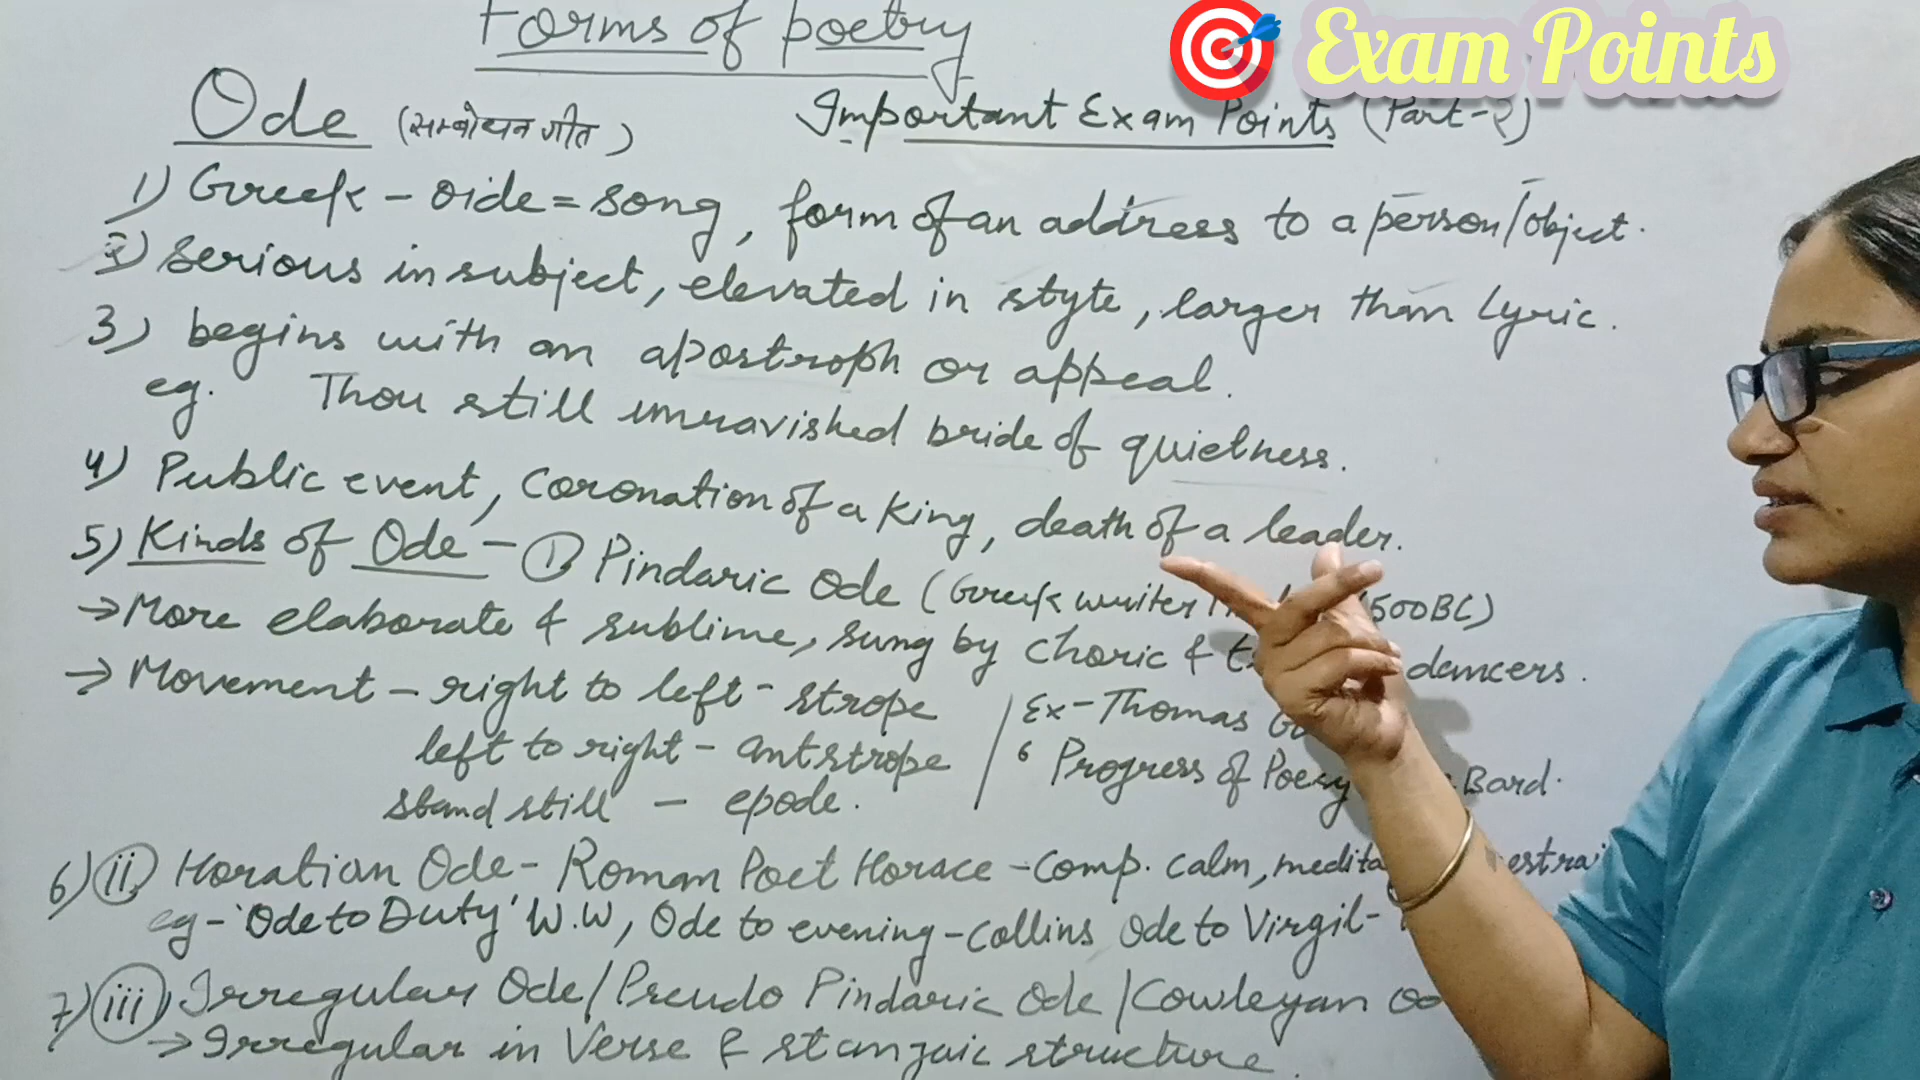 Forms of poetry
Exam Points
Ode (सम्बोधन गीत)
Important Exam Points (Part-2)
1) Greek - oide = song, form of an address to a person/object.
2) Serious in subject, elevated in style, larger than Lyric.
3) begins with an apostroph or appeal.
eg. Thou still unravished bride of quietness.
4) Public event, Coronation of a King, death of a leader.
5) Kinds of Ode - ① Pindaric Ode (Greek writer 500BC)
→ More elaborate & sublime, sung by Choric & dancers.
→ Movement - right to left - strope
left to right - antstrope
stand still - epode.
Ex - Thomas
Progress of Poesy Bard.
6) ii) Horatian Ode - Roman Poet Horace - Comp. calm,
eg - 'Ode to Duty' W.W, Ode to evening - Collins Ode to Virgil -
7) iii) Irregular Ode / Pseudo Pindaric Ode / Cowleyan
→ Irregular in Verse & stanzaic structure.